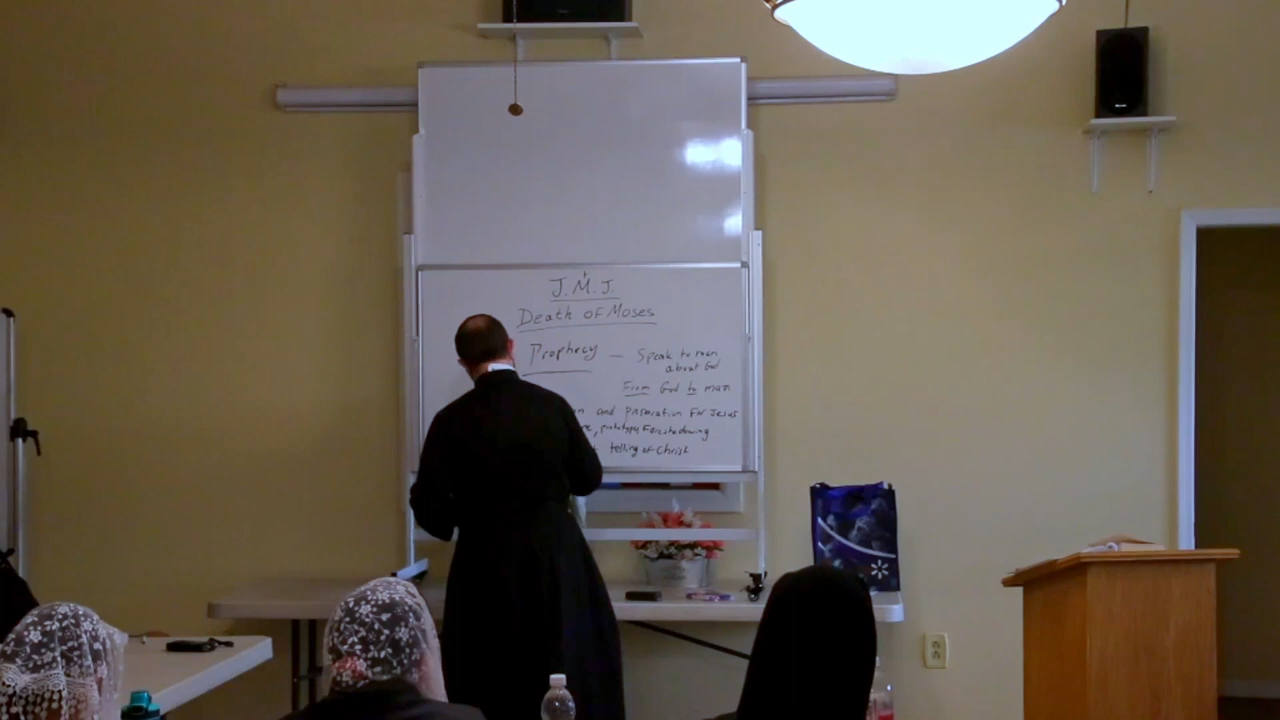 J.M.J.
Death of Moses
Prophecy — Speak to man
about God
From God to man
and preparation For Jesus
prototype, Foreshadowing
telling of Christ